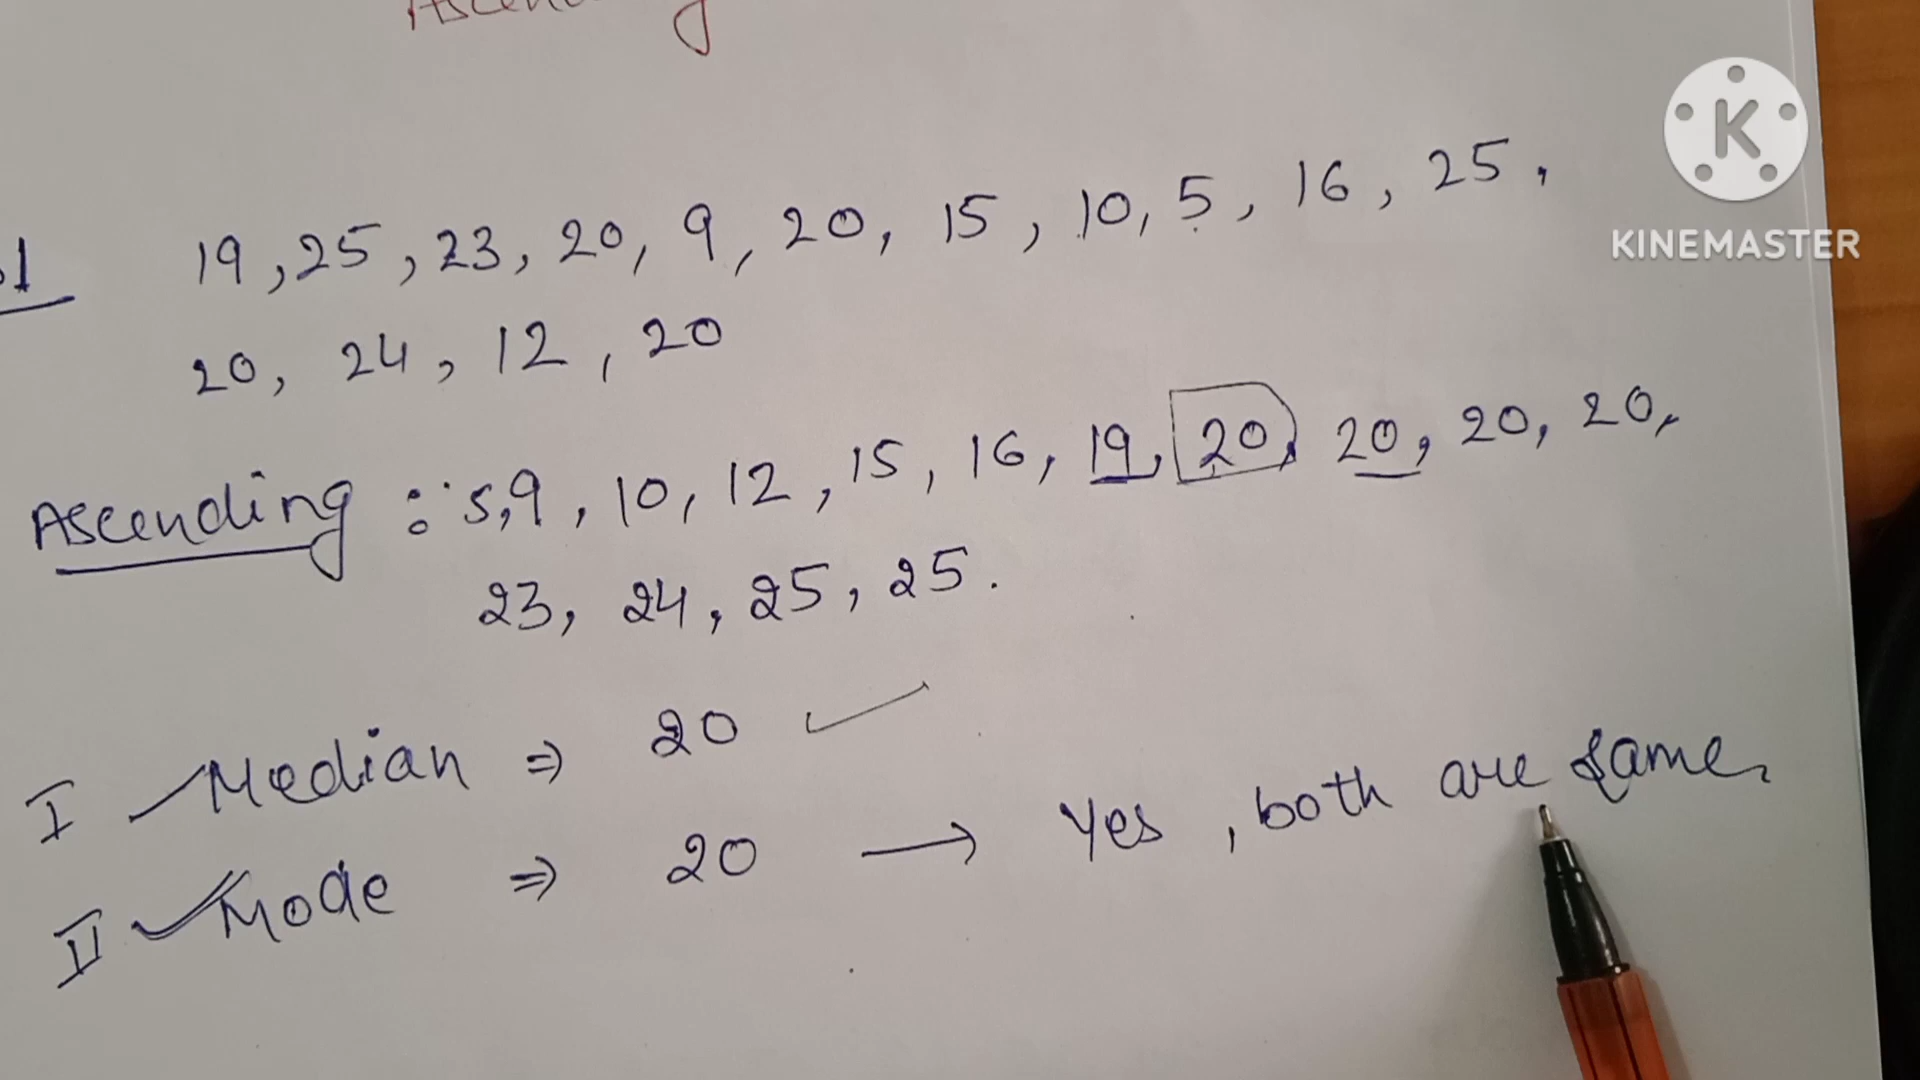 Ascending
K
KINEMASTER
.1 19, 25, 23, 20, 9, 20, 15, 10, 5, 16, 25,
20, 24, 12, 20
Ascending : 5, 9, 10, 12, 15, 16, 19, 20, 20, 20, 20,
23, 24, 25, 25.
I Median ⇒ 20 ✓
II Mode ⇒ 20 → Yes, both are same.